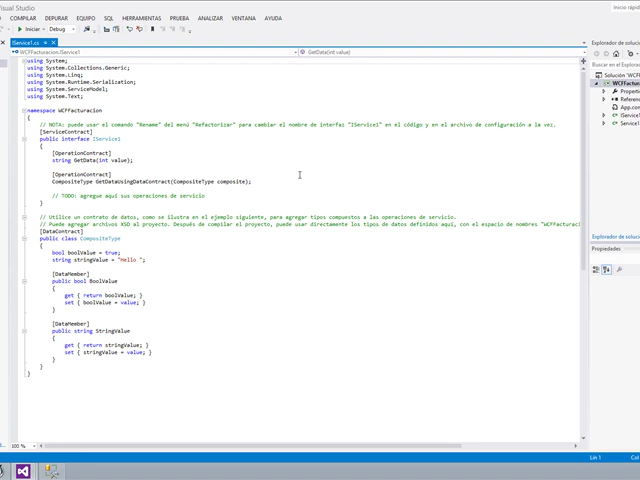 Visual Studio
Inicio rápid
COMPILAR DEPURAR EQUIPO SQL HERRAMIENTAS PRUEBA ANALIZAR VENTANA AYUDA
Iniciar Debug
IService1.cs
Explorador de soluci
WCFFacturacion.IService1 GetData(int value)
Buscar en el Explorador
using System;
using System.Collections.Generic;
using System.Linq;
using System.Runtime.Serialization;
using System.ServiceModel;
using System.Text;
Solución 'WCF
WCFFactura
Properti
Referenc
App.con
IService1
Service1
namespace WCFFacturacion
{
// NOTA: puede usar el comando "Rename" del menú "Refactorizar" para cambiar el nombre de interfaz "IService1" en el código y en el archivo de configuración a la vez.
[ServiceContract]
public interface IService1
{
[OperationContract]
string GetData(int value);
[OperationContract]
CompositeType GetDataUsingDataContract(CompositeType composite);
// TODO: agregue aquí sus operaciones de servicio
}
// Utilice un contrato de datos, como se ilustra en el ejemplo siguiente, para agregar tipos compuestos a las operaciones de servicio.
// Puede agregar archivos XSD al proyecto. Después de compilar el proyecto, puede usar directamente los tipos de datos definidos aquí, con el espacio de nombres "WCFFacturaci
[DataContract]
public class CompositeType
{
bool boolValue = true;
string stringValue = "Hello ";
[DataMember]
public bool BoolValue
{
get { return boolValue; }
set { boolValue = value; }
}
[DataMember]
public string StringValue
{
get { return stringValue; }
set { stringValue = value; }
}
}
}
Explorador de soluci
Propiedades
100 %
Lín 1
Col